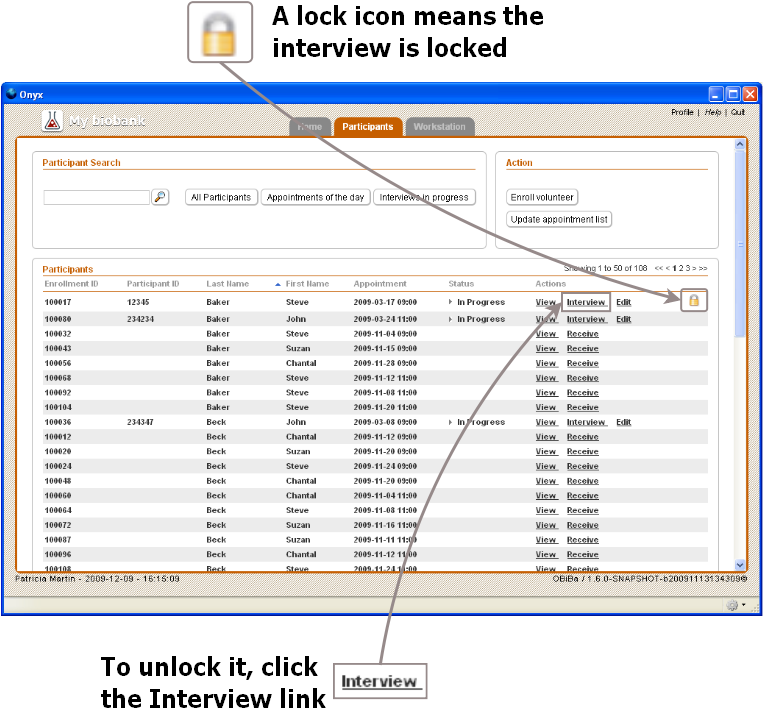 A lock icon means the
interview is locked
Onyx
My biobank
Home Participants Workstation
Profile | Help | Quit
Participant Search
Action
All Participants Appointments of the day Interviews in progress
Enroll volunteer
Update appointment list
Participants
Showing 1 to 50 of 106 << < 1 2 3 > >>
Enrollment ID Participant ID Last Name First Name Appointment Status Actions
100017 12345 Baker Steve 2009-03-17 09:00 In Progress View Interview Edit
100080 234234 Baker John 2009-03-24 11:00 In Progress View Interview Edit
100032 Baker Steve 2009-11-04 09:00 View Receive
100043 Baker Suzan 2009-11-15 09:00 View Receive
100056 Baker Chantal 2009-11-28 09:00 View Receive
100068 Baker Steve 2009-11-12 11:00 View Receive
100092 Baker Steve 2009-11-08 11:00 View Receive
100104 Baker Steve 2009-11-20 11:00 View Receive
100036 234347 Beck John 2009-03-08 09:00 In Progress View Interview Edit
100012 Beck Chantal 2009-11-12 09:00 View Receive
100020 Beck Suzan 2009-11-20 09:00 View Receive
100024 Beck Steve 2009-11-24 09:00 View Receive
100048 Beck Chantal 2009-11-20 09:00 View Receive
100060 Beck Chantal 2009-11-04 11:00 View Receive
100064 Beck Steve 2009-11-08 11:00 View Receive
100072 Beck Suzan 2009-11-16 11:00 View Receive
100087 Beck Suzan 2009-11-11 11:00 View Receive
100096 Beck Chantal 2009-11-12 11:00 View Receive
100108 Beck Steve 2009-11-24 11:00 View Receive
Patricia Martin - 2009-12-09 - 16:15:09
OBiBa / 1.6.0-SNAPSHOT-b20091113134309©
To unlock it, click
the Interview link
Interview